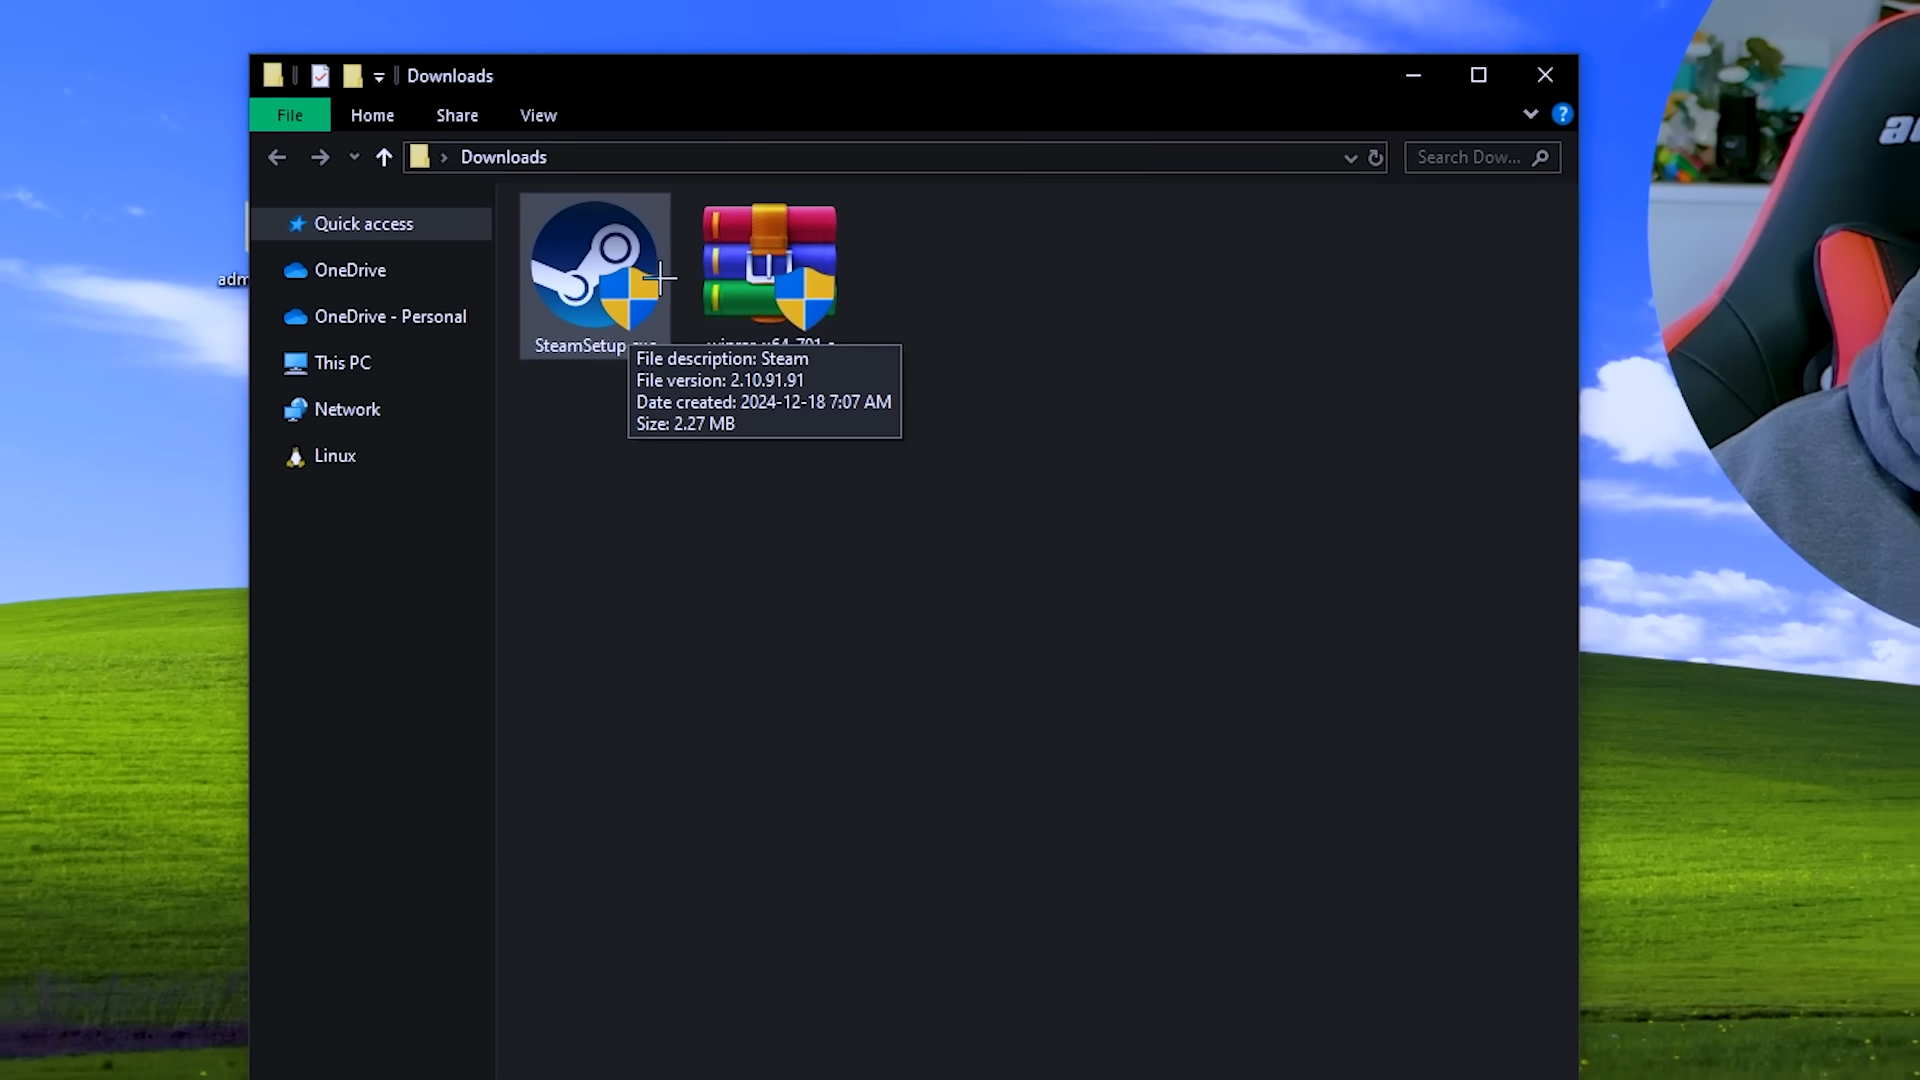 Downloads
File
Home
Share
View
?
Downloads
Search Dow...
Quick access
OneDrive
OneDrive - Personal
This PC
Network
Linux
adm
SteamSetup
File description: Steam
File version: 2.10.91.91
Date created: 2024-12-18 7:07 AM
Size: 2.27 MB